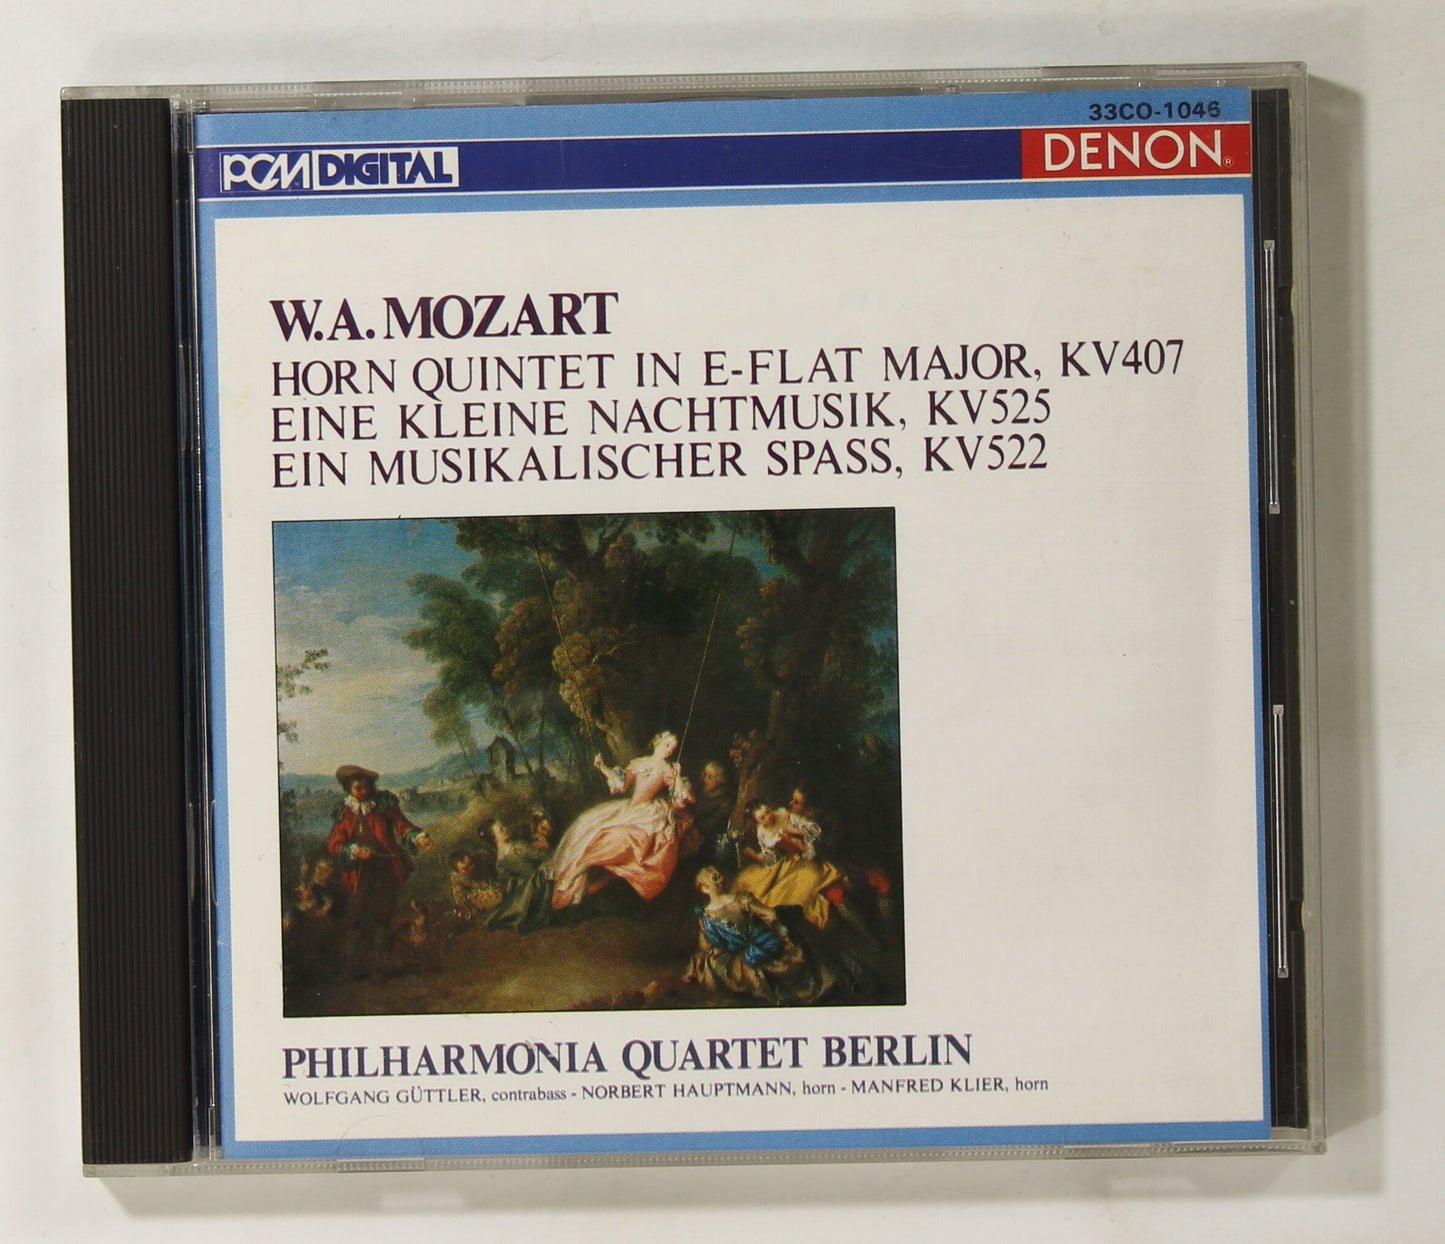 33CO-1046
PCM DIGITAL
DENON®
W.A. MOZART
HORN QUINTET IN E-FLAT MAJOR, KV407
EINE KLEINE NACHTMUSIK, KV525
EIN MUSIKALISCHER SPASS, KV522
PHILHARMONIA QUARTET BERLIN
WOLFGANG GÜTTLER, contrabass - NORBERT HAUPTMANN, horn - MANFRED KLIER, horn